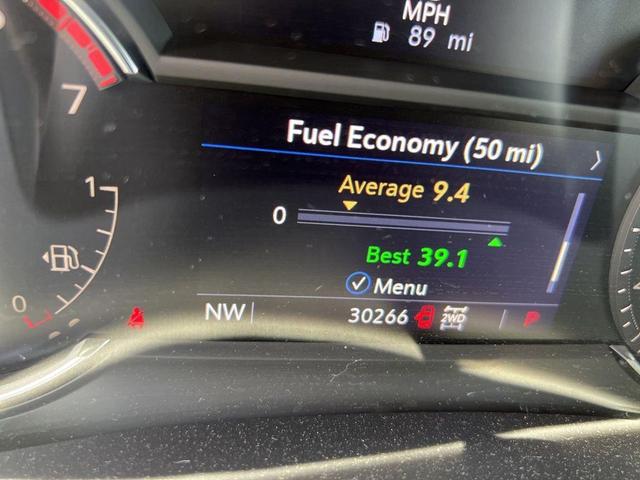 MPH
89 mi
7
Fuel Economy (50 mi)
Average 9.4
1
0
Best 39.1
Menu
0
NW
30266
2WD
P